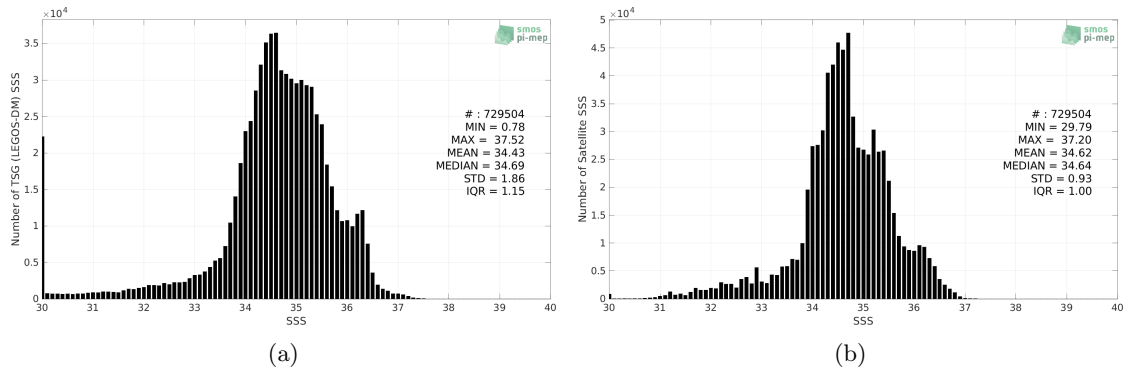 ×10⁴
smos
pi-mep
3.5
3
2.5
2
1.5
1
0.5
0
Number of TSG (LEGOS-DM) SSS
# : 729504
MIN = 0.78
MAX = 37.52
MEAN = 34.43
MEDIAN = 34.69
STD = 1.86
IQR = 1.15
30 31 32 33 34 35 36 37 38 39 40
SSS
(a)
×10⁴
smos
pi-mep
5
4.5
4
3.5
3
2.5
2
1.5
1
0.5
0
Number of Satellite SSS
# : 729504
MIN = 29.79
MAX = 37.20
MEAN = 34.62
MEDIAN = 34.64
STD = 0.93
IQR = 1.00
30 31 32 33 34 35 36 37 38 39 40
SSS
(b)